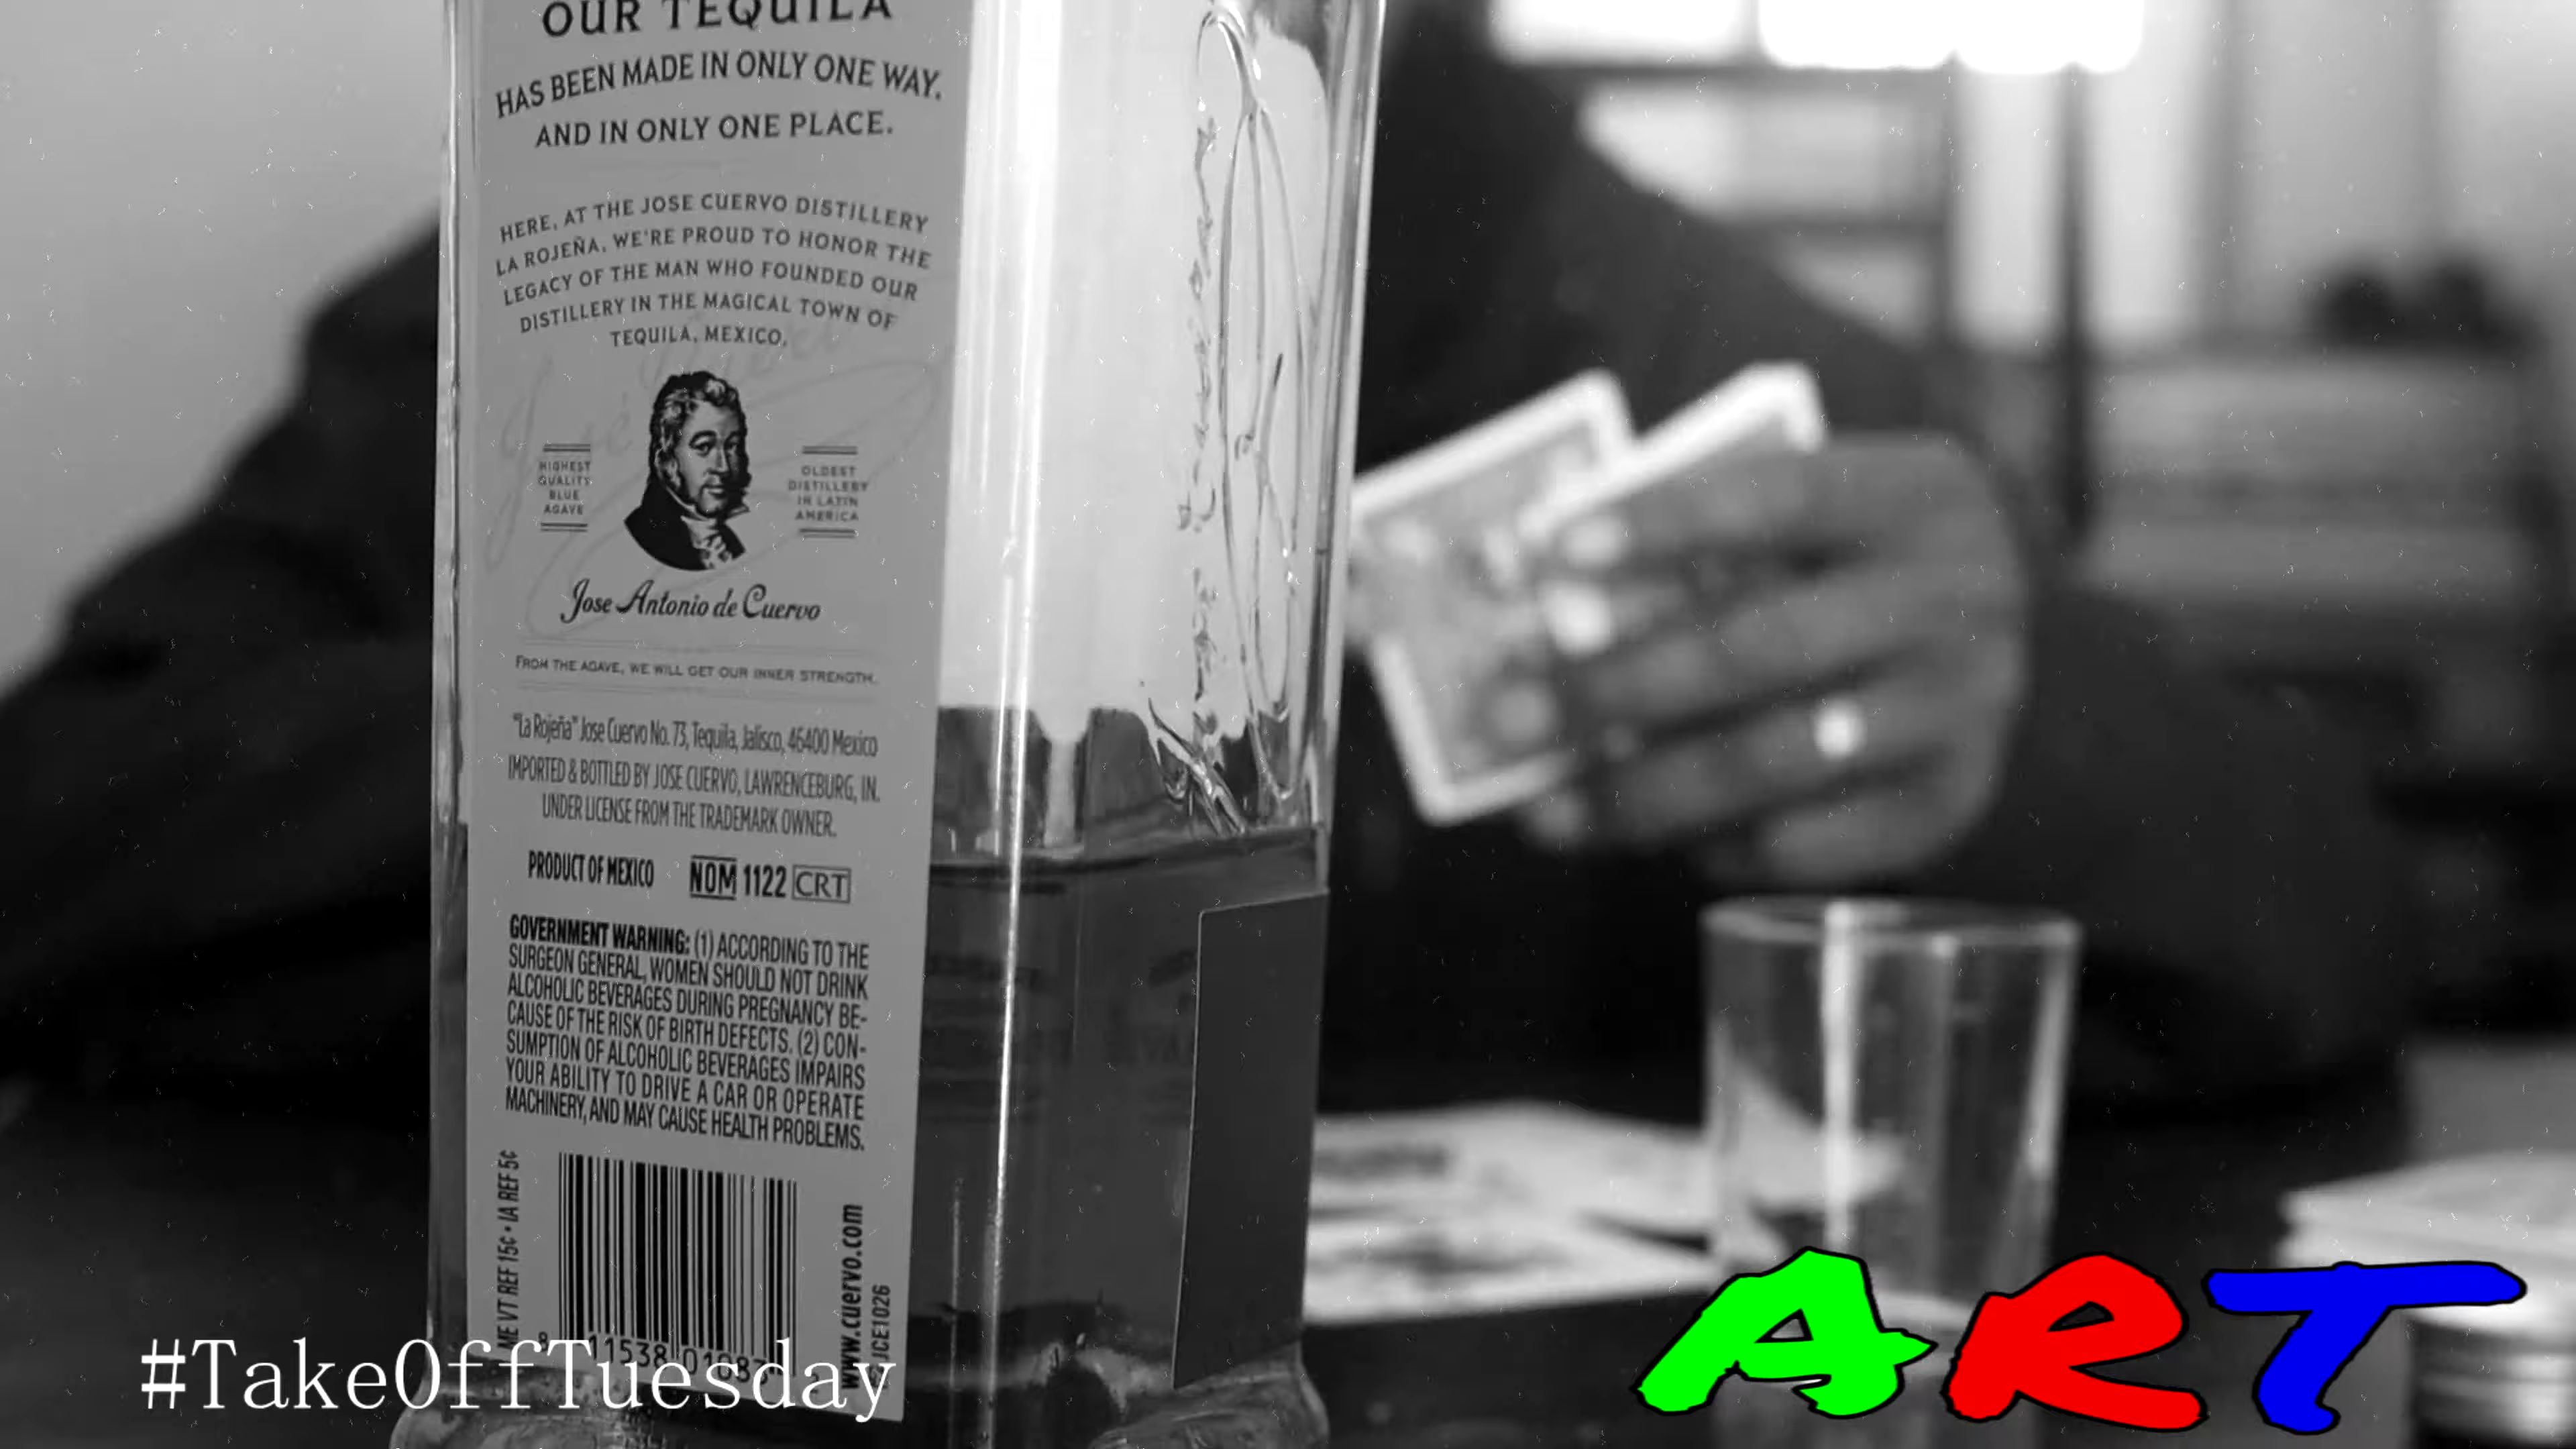 OUR TEQUILA
HAS BEEN MADE IN ONLY ONE WAY.
AND IN ONLY ONE PLACE.
HERE, AT THE JOSE CUERVO DISTILLERY
LA ROJEÑA, WE'RE PROUD TO HONOR THE
LEGACY OF THE MAN WHO FOUNDED OUR
DISTILLERY IN THE MAGICAL TOWN OF
TEQUILA, MEXICO,
HIGHEST
QUALITY
BLUE
AGAVE
OLDEST
DISTILLERY
IN LATIN
AMERICA
Jose Antonio de Cuervo
FROM THE AGAVE, WE WILL GET OUR INNER STRENGTH.
"La Rojeña" Jose Cuervo No. 73, Tequila, Jalisco, 46400 Mexico
IMPORTED & BOTTLED BY JOSE CUERVO, LAWRENCEBURG, IN.
UNDER LICENSE FROM THE TRADEMARK OWNER.
PRODUCT OF MEXICO NOM 1122 CRT
GOVERNMENT WARNING: (1) ACCORDING TO THE
SURGEON GENERAL, WOMEN SHOULD NOT DRINK
ALCOHOLIC BEVERAGES DURING PREGNANCY BE-
CAUSE OF THE RISK OF BIRTH DEFECTS. (2) CON-
SUMPTION OF ALCOHOLIC BEVERAGES IMPAIRS
YOUR ABILITY TO DRIVE A CAR OR OPERATE
MACHINERY, AND MAY CAUSE HEALTH PROBLEMS.
ME VT REF 15¢ • IA REF 5¢
www.cuervo.com
JCE1026
11538
#TakeOffTuesday
ART